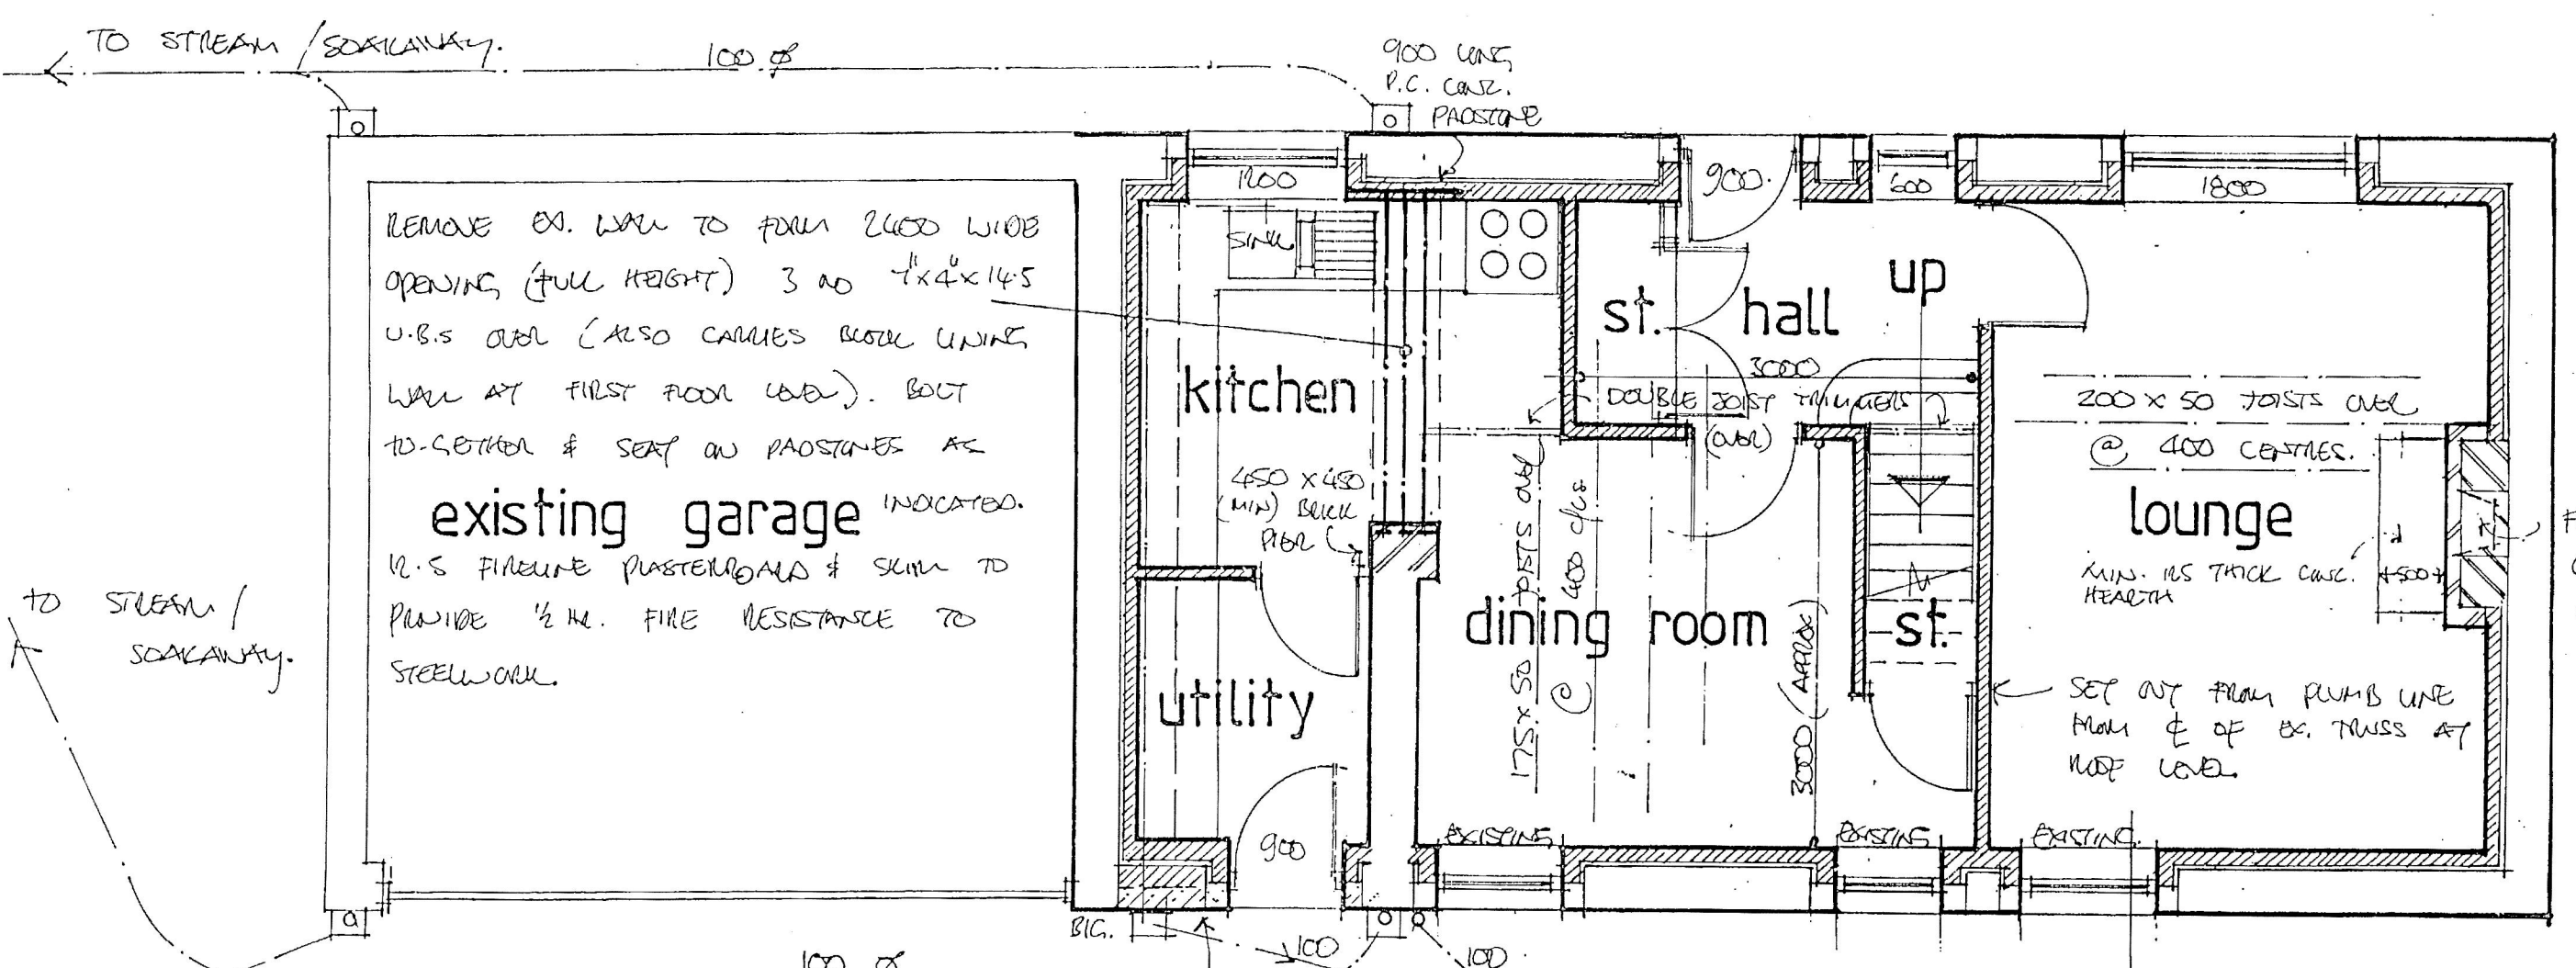 TO STREAM / SOAKAWAY.
100 ø
900 LONG
P.C. CONC.
PADSTONE
1200
900.
600
1800
REMOVE EX. WALL TO FORM 2400 WIDE
OPENING (FULL HEIGHT) 3 NO 7"x4"x14.5
U.B.S OVER (ALSO CARRIES BLOCK LINING
WALL AT FIRST FLOOR LEVEL). BOLT
TO-GETHER & SEAT ON PADSTONES AS
INDICATED.
existing garage
12.5 FIRELINE PLASTERBOARD & SKIM TO
PROVIDE ½ HR. FIRE RESISTANCE TO
STEELWORK.
SINK
kitchen
450 x 450
(MIN) BRICK
PIER
utility
900
st.
hall
up
3000
DOUBLE JOIST TRIMMERS
(OVER)
175 x 50 JOISTS OVER
@ 400 c/cs
dining room
3000 (APPROX)
st.
200 x 50 JOISTS OVER
@ 400 CENTRES.
lounge
MIN. 125 THICK CONC.
HEARTH
500
F
SET OUT FROM PLUMB LINE
FROM ℄ OF EX. TRUSS AT
ROOF LEVEL.
TO STREAM /
SOAKAWAY.
EXISTING
EXISTING
EXISTING.
B.I.G.
100
100
100 ø